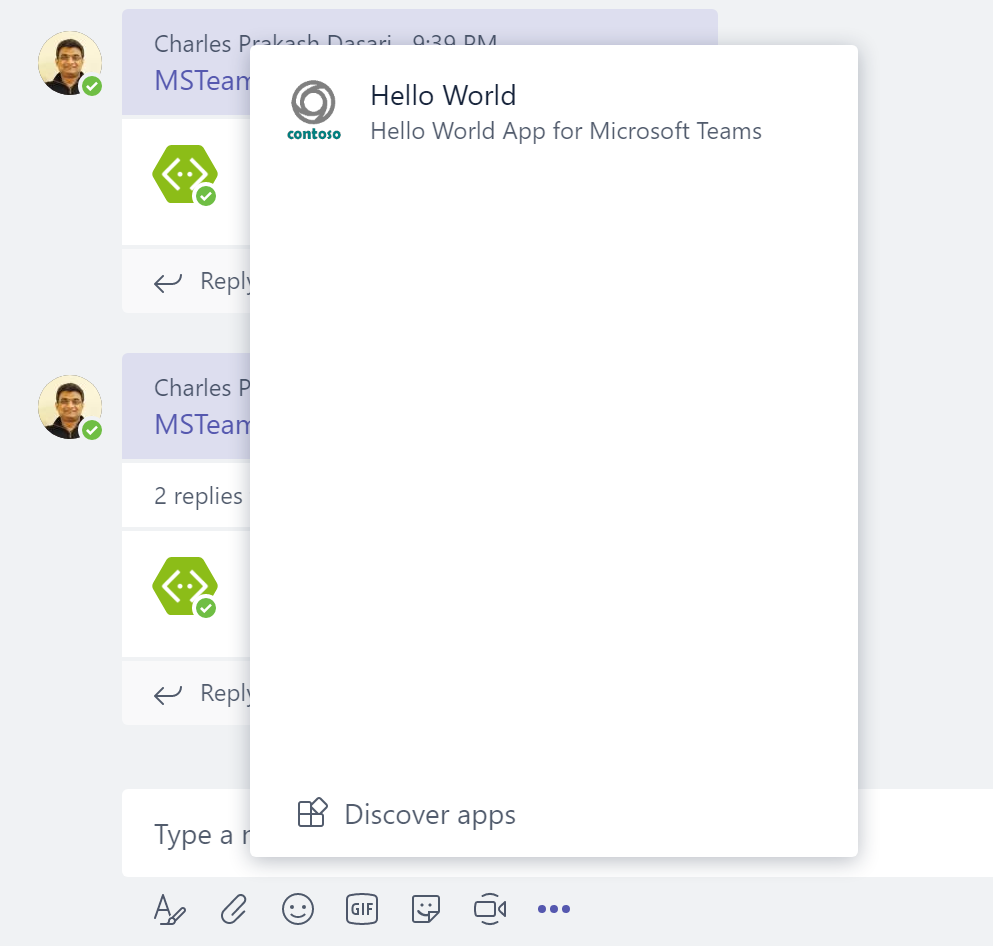 Charles Prakash Dasari 9:39 PM
MSTeam
contoso
Hello World
Hello World App for Microsoft Teams
Reply
Charles P
MSTeam
2 replies
Reply
Discover apps
Type a
GIF